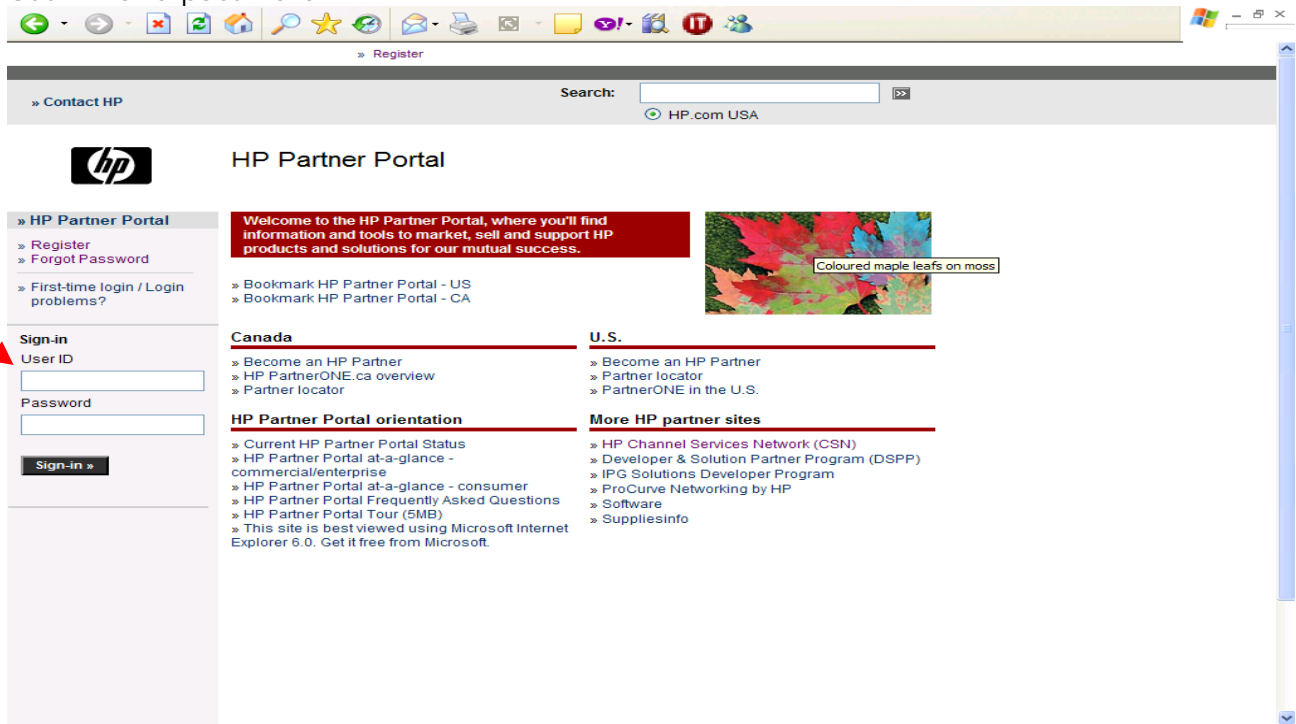 » Register
» Contact HP
Search:
HP.com USA
hp
HP Partner Portal
» HP Partner Portal
» Register
» Forgot Password
» First-time login / Login
problems?
Sign-in
User ID
Password
Sign-in »
Welcome to the HP Partner Portal, where you'll find
information and tools to market, sell and support HP
products and solutions for our mutual success.
Coloured maple leafs on moss
» Bookmark HP Partner Portal - US
» Bookmark HP Partner Portal - CA
Canada
» Become an HP Partner
» HP PartnerONE.ca overview
» Partner locator
U.S.
» Become an HP Partner
» Partner locator
» PartnerONE in the U.S.
HP Partner Portal orientation
» Current HP Partner Portal Status
» HP Partner Portal at-a-glance -
commercial/enterprise
» HP Partner Portal at-a-glance - consumer
» HP Partner Portal Frequently Asked Questions
» HP Partner Portal Tour (5MB)
» This site is best viewed using Microsoft Internet
Explorer 6.0. Get it free from Microsoft.
More HP partner sites
» HP Channel Services Network (CSN)
» Developer & Solution Partner Program (DSPP)
» IPG Solutions Developer Program
» ProCurve Networking by HP
» Software
» Suppliesinfo